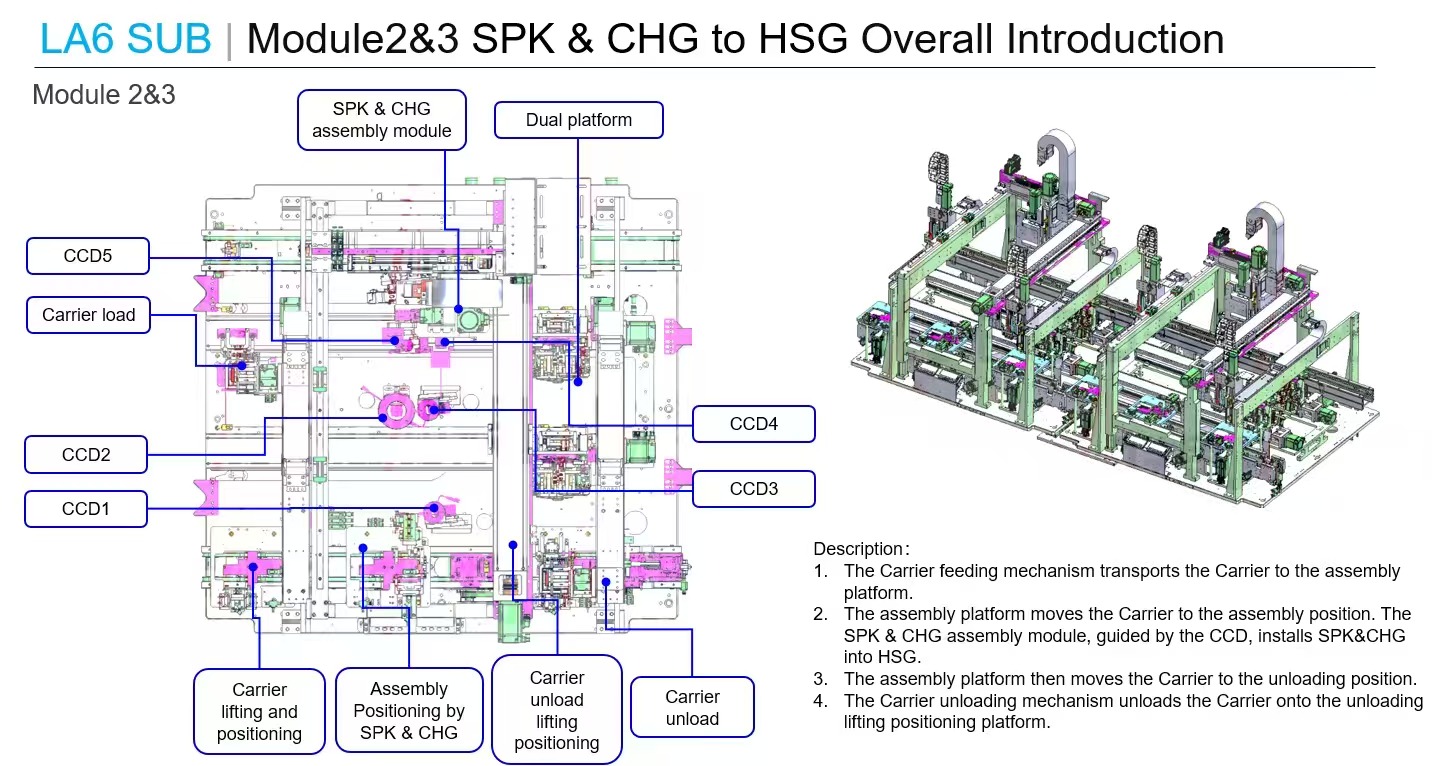 LA6 SUB | Module2&3 SPK & CHG to HSG Overall Introduction
Module 2&3
SPK & CHG
assembly module
Dual platform
CCD5
Carrier load
CCD2
CCD1
CCD4
CCD3
Carrier
lifting and
positioning
Assembly
Positioning by
SPK & CHG
Carrier
unload
lifting
positioning
Carrier
unload
Description:
1. The Carrier feeding mechanism transports the Carrier to the assembly
platform.
2. The assembly platform moves the Carrier to the assembly position. The
SPK & CHG assembly module, guided by the CCD, installs SPK&CHG
into HSG.
3. The assembly platform then moves the Carrier to the unloading position.
4. The Carrier unloading mechanism unloads the Carrier onto the unloading
lifting positioning platform.